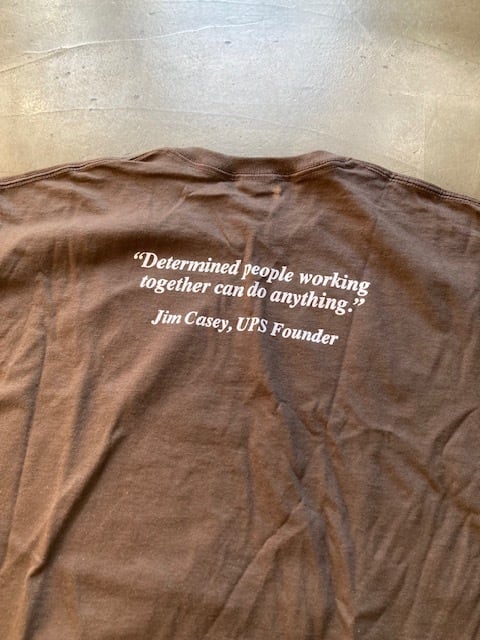 “Determined people working
together can do anything.”
Jim Casey, UPS Founder